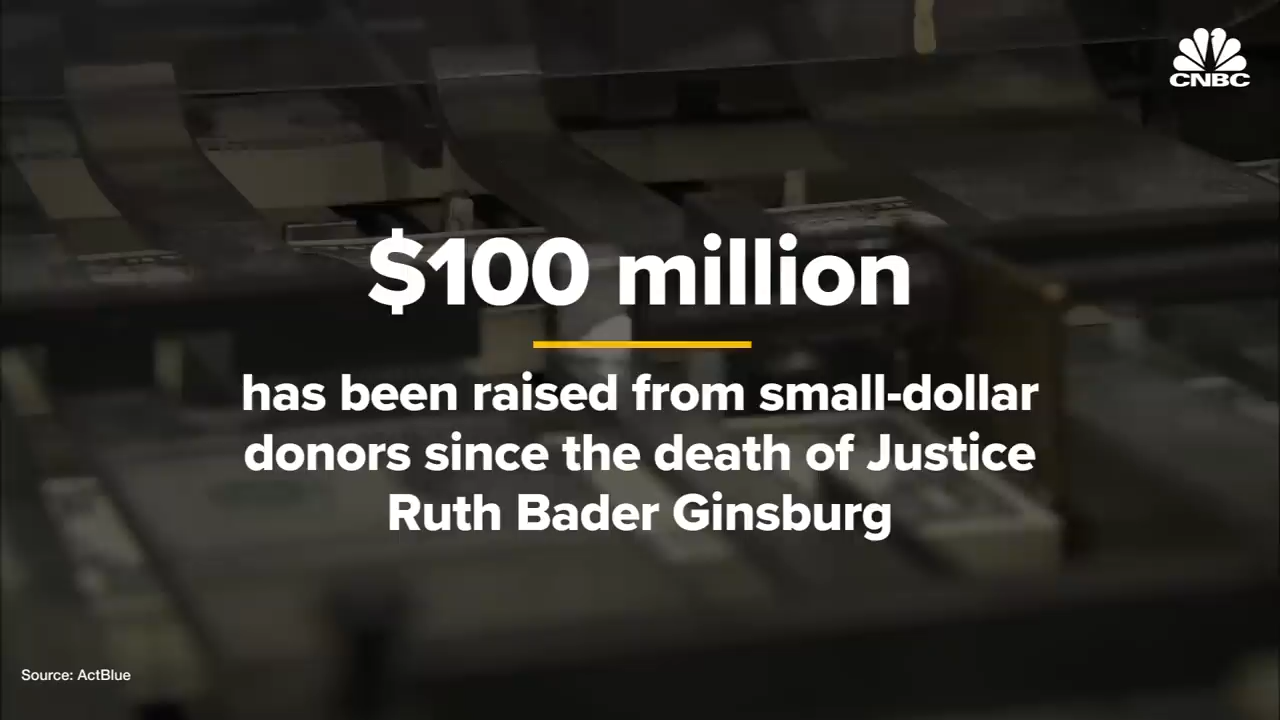 CNBC
$100 million
has been raised from small-dollar
donors since the death of Justice
Ruth Bader Ginsburg
Source: ActBlue